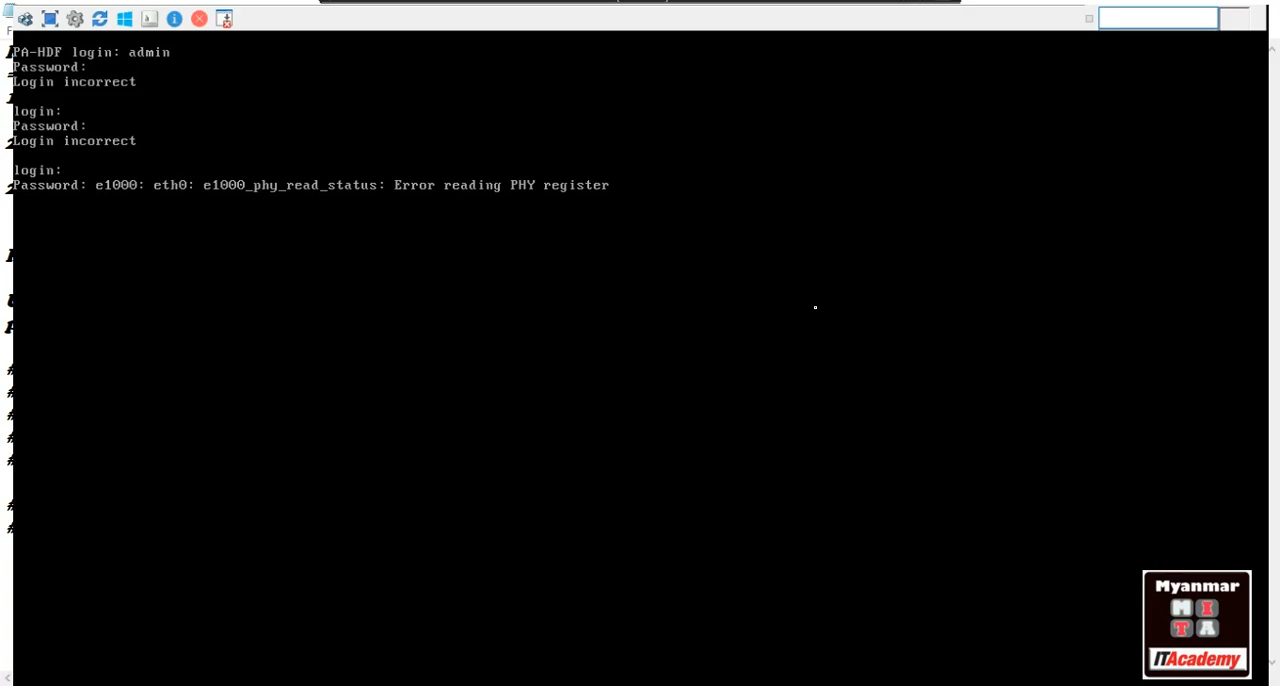 PA-HDF login: admin
Password:
Login incorrect
login:
Password:
Login incorrect
login:
Password: e1000: eth0: e1000_phy_read_status: Error reading PHY register
Myanmar
M I
T A
ITAcademy